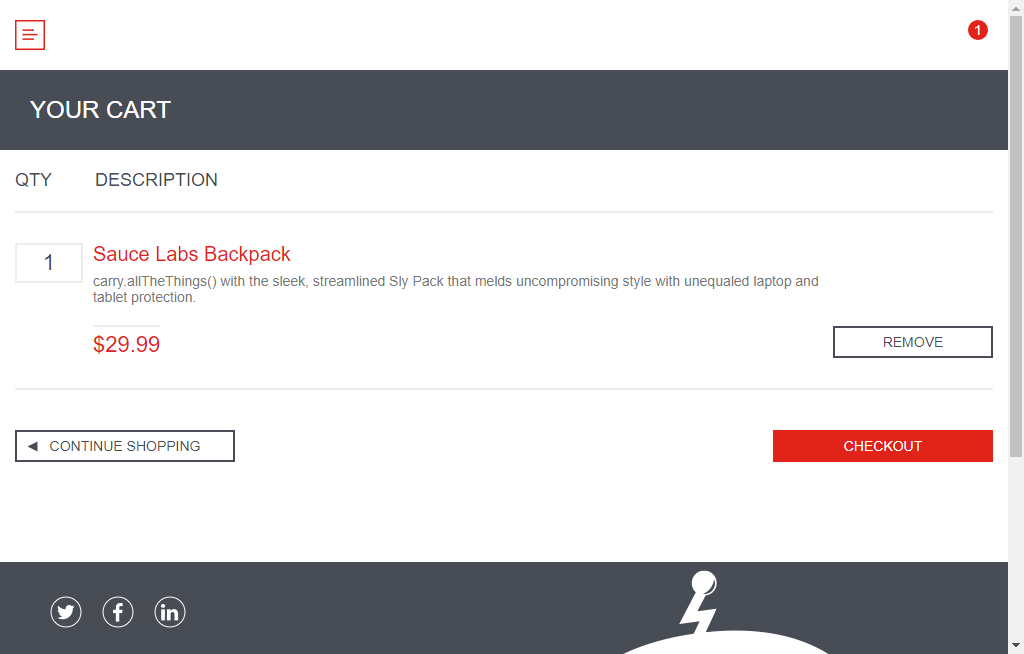 1
YOUR CART
QTY DESCRIPTION
1
Sauce Labs Backpack
carry.allTheThings() with the sleek, streamlined Sly Pack that melds uncompromising style with unequaled laptop and
tablet protection.
$29.99
REMOVE
CONTINUE SHOPPING
CHECKOUT